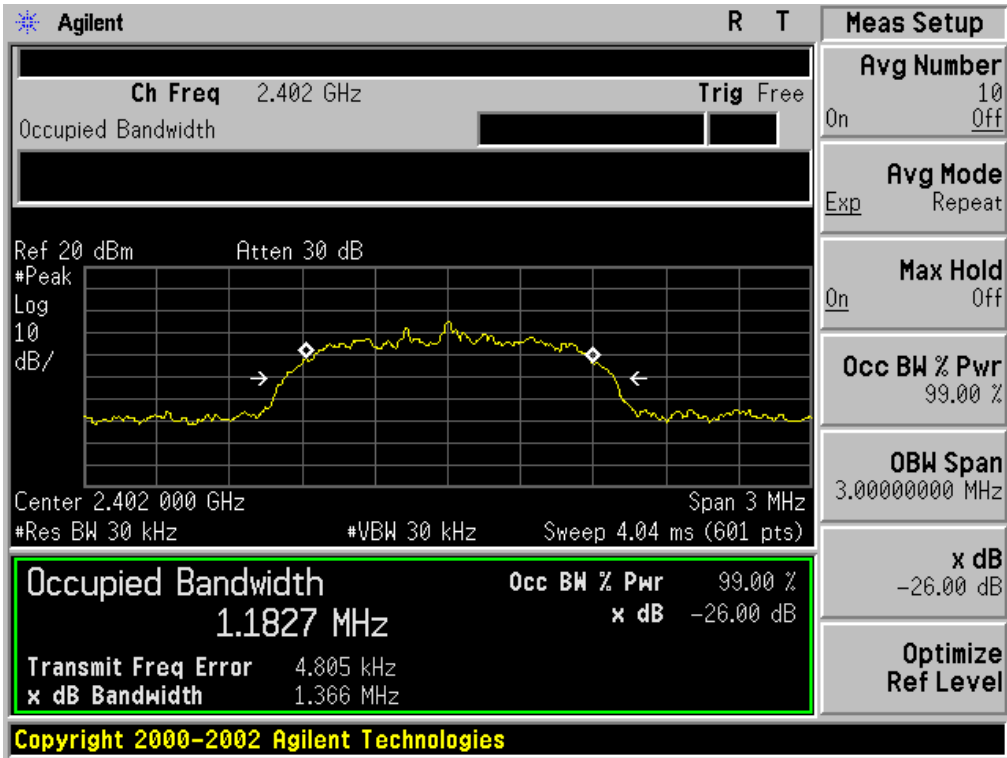 Agilent R T
Ch Freq 2.402 GHz Trig Free
Occupied Bandwidth
Ref 20 dBm Atten 30 dB
#Peak
Log
10
dB/
Center 2.402 000 GHz Span 3 MHz
#Res BW 30 kHz #VBW 30 kHz Sweep 4.04 ms (601 pts)
Occupied Bandwidth Occ BW % Pwr 99.00 %
1.1827 MHz x dB -26.00 dB
Transmit Freq Error 4.805 kHz
x dB Bandwidth 1.366 MHz
Copyright 2000-2002 Agilent Technologies
Meas Setup
Avg Number
10
On Off
Avg Mode
Exp Repeat
Max Hold
On Off
Occ BW % Pwr
99.00 %
OBW Span
3.00000000 MHz
x dB
-26.00 dB
Optimize
Ref Level